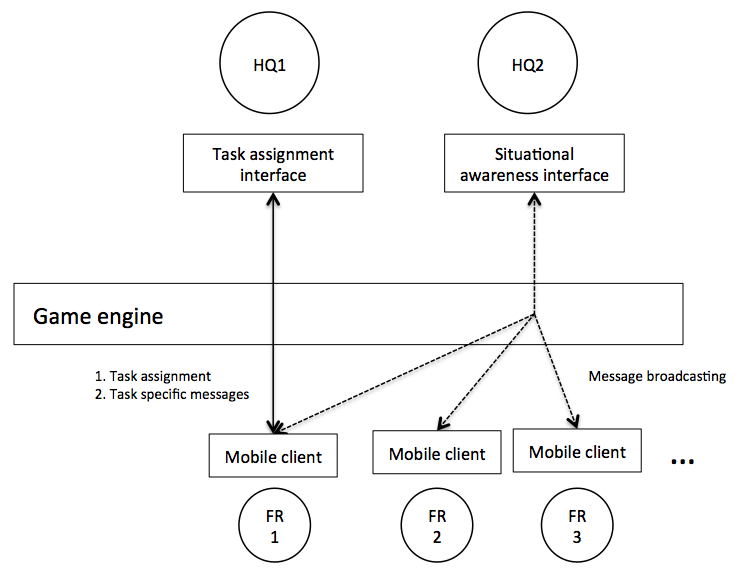 HQ1
HQ2
Task assignment
interface
Situational
awareness interface
Game engine
1. Task assignment
2. Task specific messages
Message broadcasting
Mobile client
Mobile client
Mobile client
...
FR
1
FR
2
FR
3